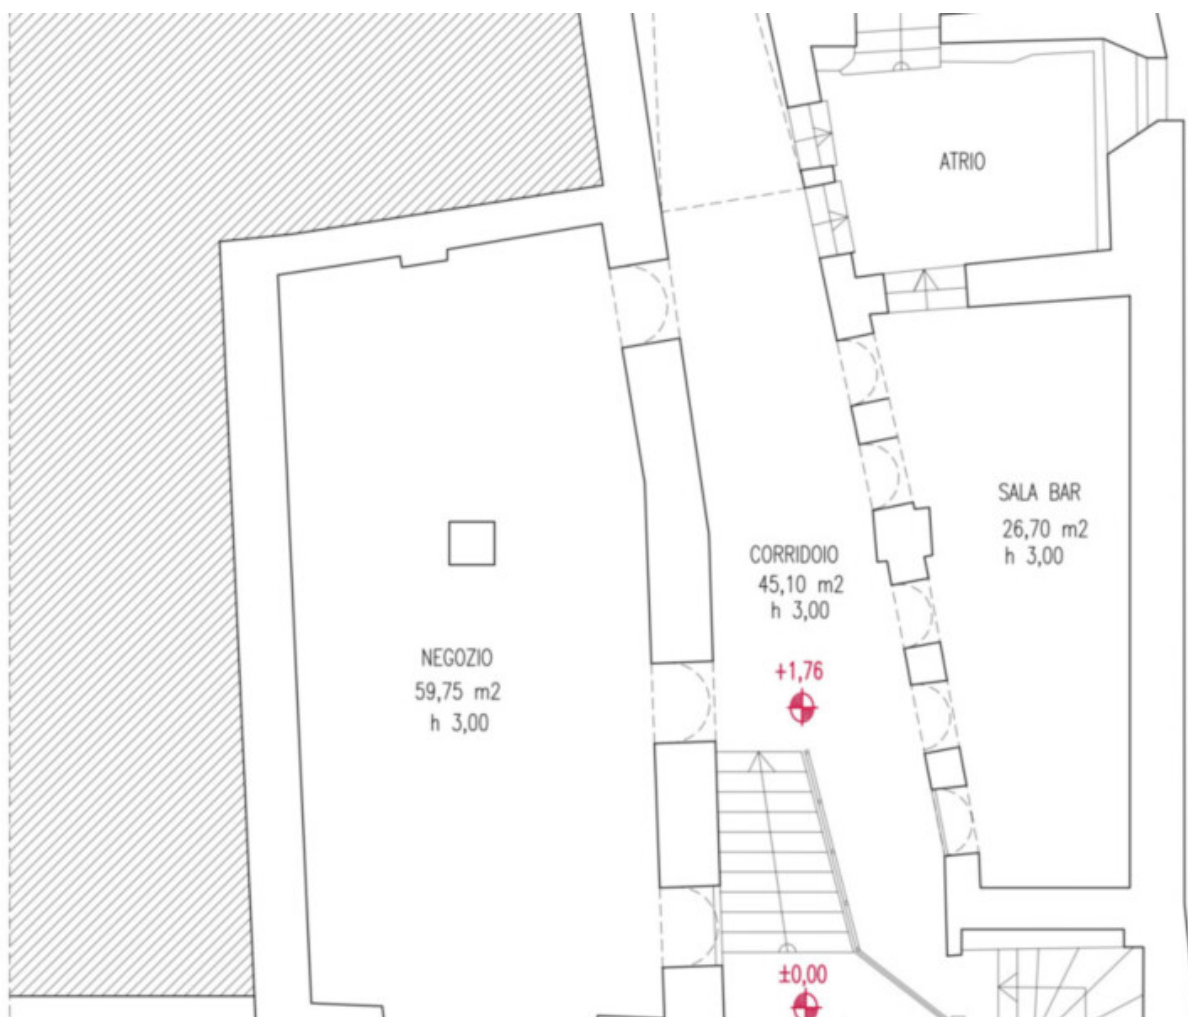 ATRIO
SALA BAR
26,70 m2
h 3,00
CORRIDOIO
45,10 m2
h 3,00
NEGOZIO
59,75 m2
h 3,00
+1,76
±0,00